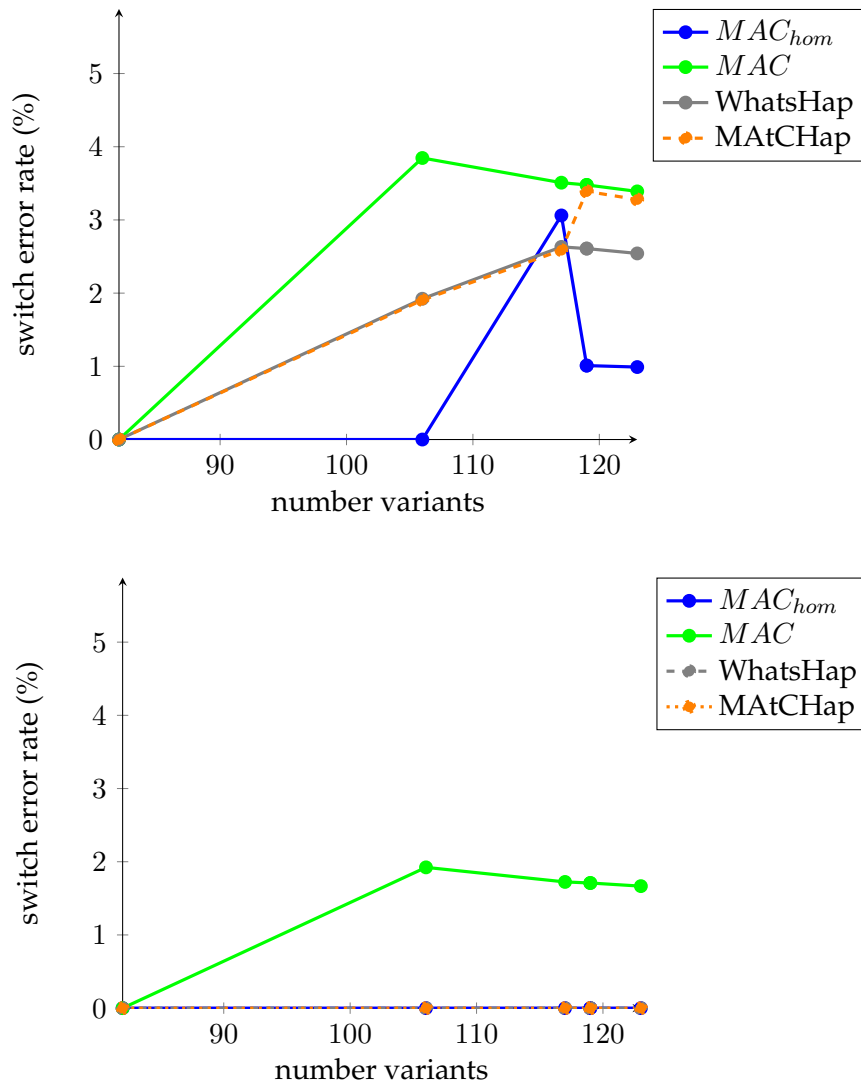 5
4
3
2
1
0
90 100 110 120
number variants
switch error rate (%)
MAC_hom
MAC
WhatsHap
MAtCHap
5
4
3
2
1
0
90 100 110 120
number variants
switch error rate (%)
MAC_hom
MAC
WhatsHap
MAtCHap